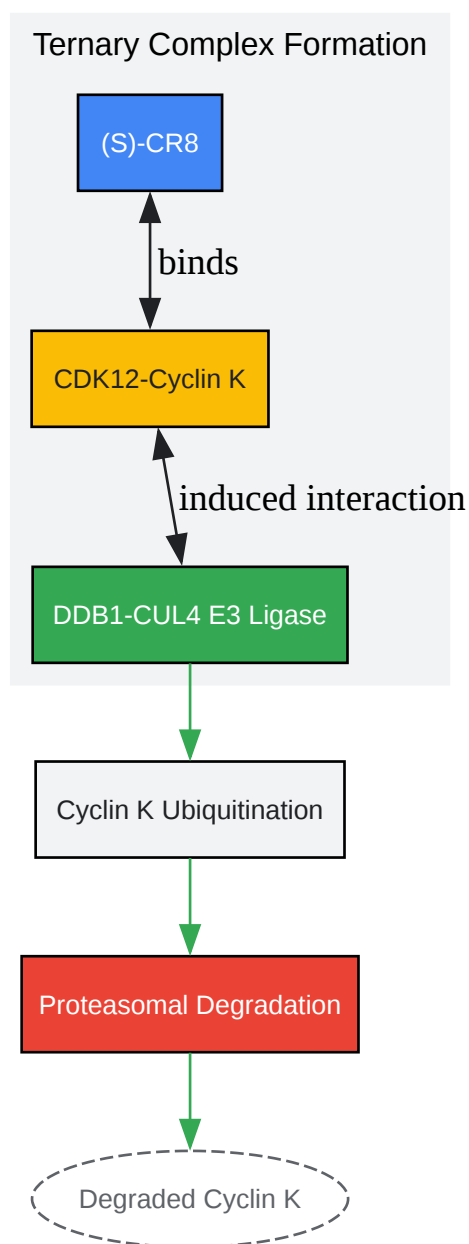 Ternary Complex Formation
(S)-CR8
binds
CDK12-Cyclin K
induced interaction
DDB1-CUL4 E3 Ligase
Cyclin K Ubiquitination
Proteasomal Degradation
Degraded Cyclin K